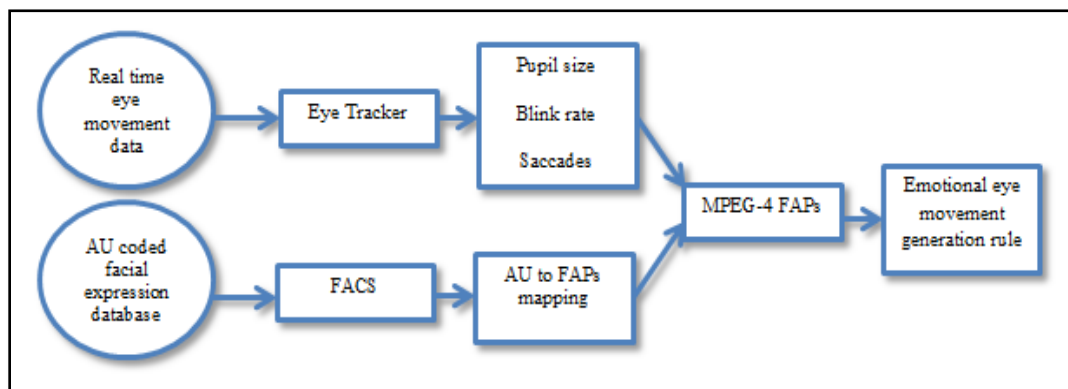 Real time
eye
movement
data
Eye Tracker
Pupil size
Blink rate
Saccades
AU coded
facial
expression
database
FACS
AU to FAPs
mapping
MPEG-4 FAPs
Emotional eye
movement
generation rule